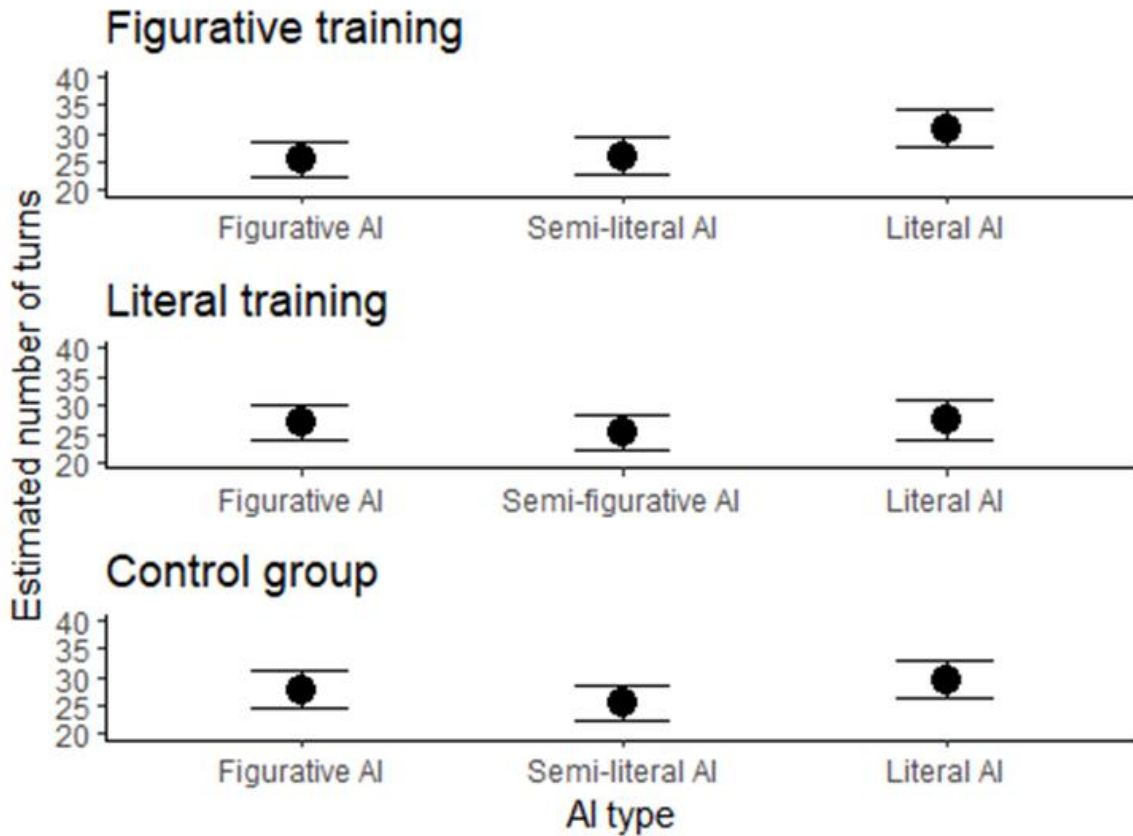 Figurative training
40
35
30
25
20
Figurative AI Semi-literal AI Literal AI
Literal training
40
35
30
25
20
Figurative AI Semi-figurative AI Literal AI
Control group
40
35
30
25
20
Figurative AI Semi-literal AI Literal AI
AI type
Estimated number of turns